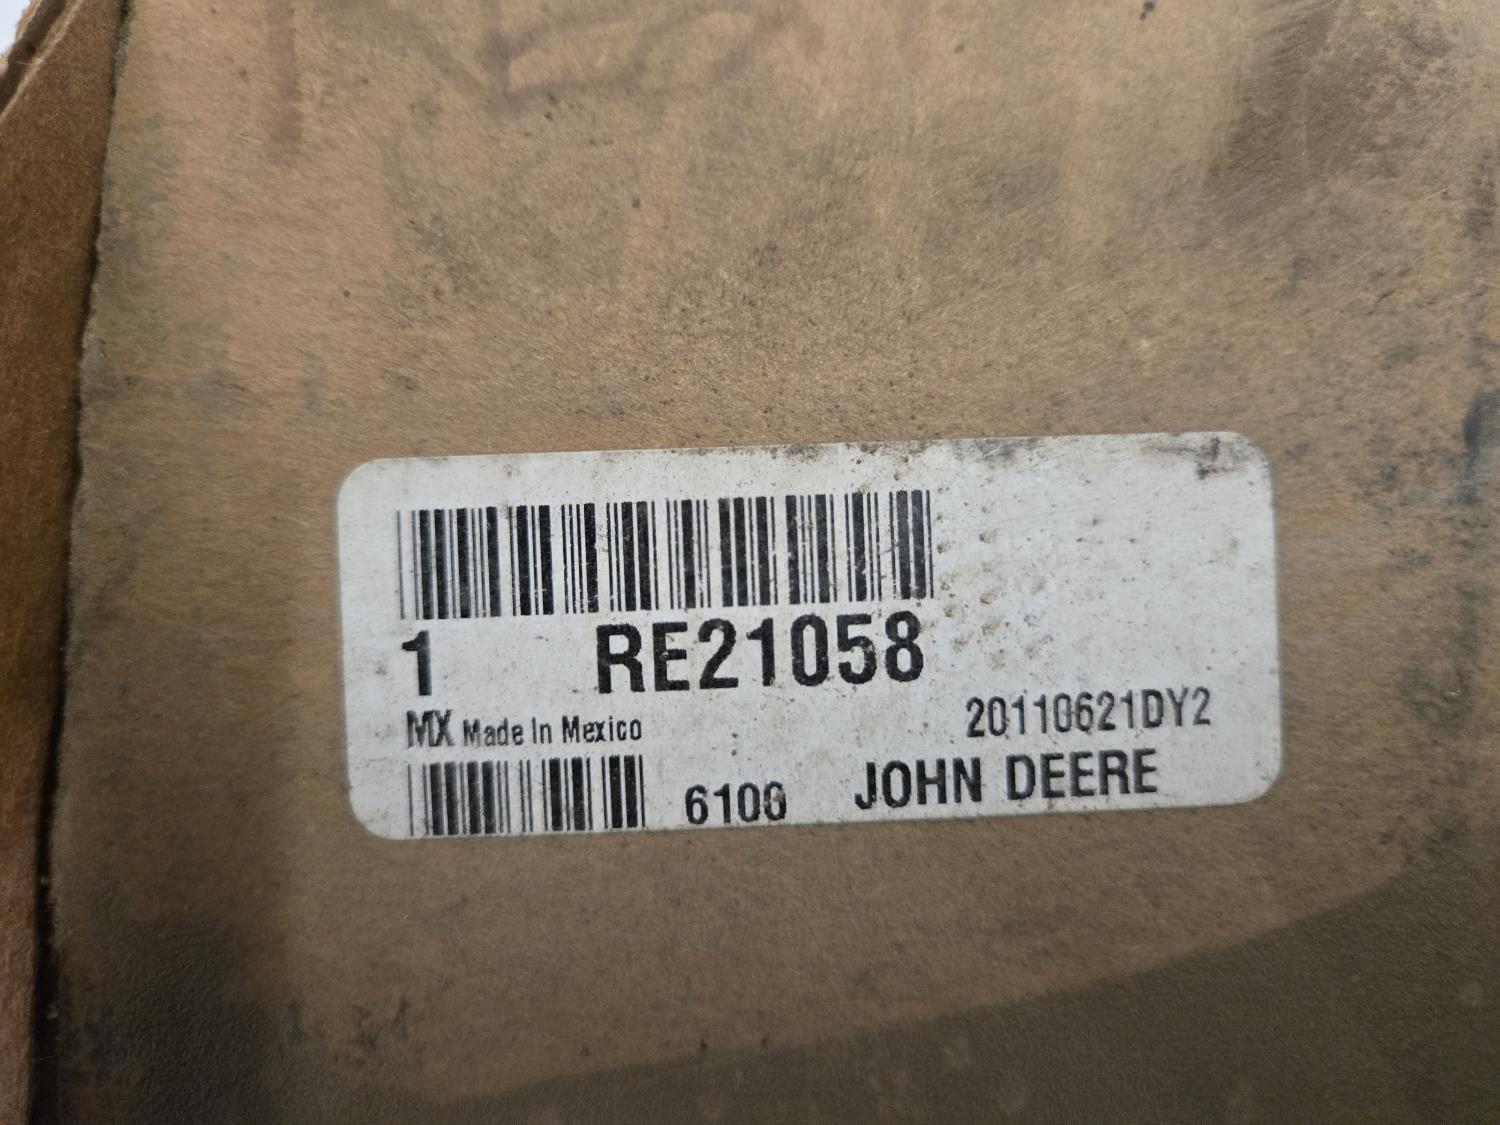 1 RE21058
MX Made In Mexico
20110621DY2
6100 JOHN DEERE